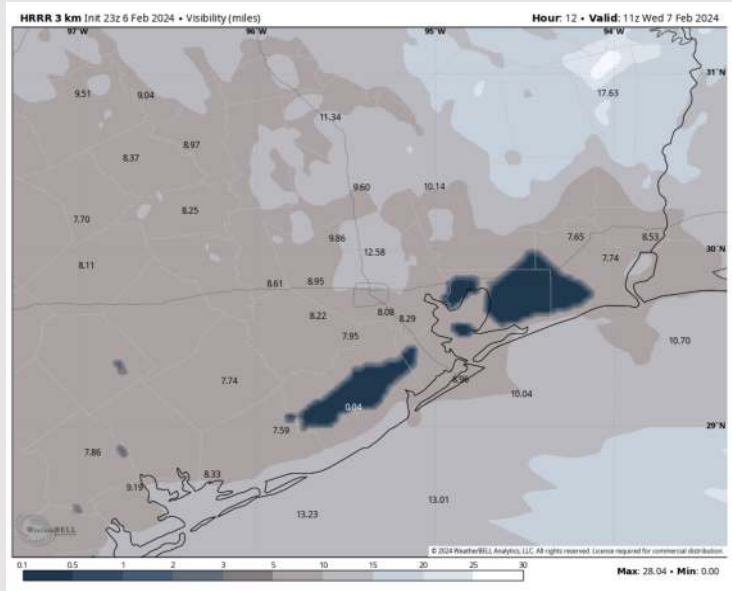 HRRR 3 km Init 23z 6 Feb 2024 • Visibility (miles) Hour: 12 • Valid: 11z Wed 7 Feb 2024
97°W 96°W 95°W 94°W
31°N
9.51 9.04 17.63
11.34
8.97
8.37
9.60 10.14
8.25
7.70
9.86 7.65 8.53
30°N
12.58 7.74
8.11
8.61 8.95
8.22 8.08 8.29
7.95 10.70
7.74 8.96
10.04
0.04
7.59 29°N
7.86
8.33
9.19
13.23 13.01
WeatherBELL
© 2024 WeatherBELL Analytics, LLC. All rights reserved. License required for commercial distribution.
0.1 0.5 1 2 3 5 10 15 20 25 30
Max: 28.04 • Min: 0.00